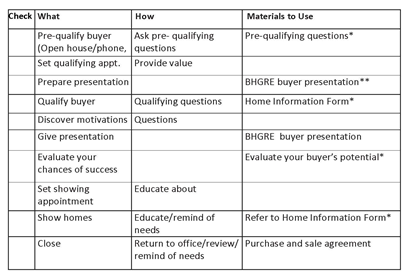 Check What How Materials to Use
Pre-qualify buyer Ask pre- qualifying Pre-qualifying questions*
(Open house/phone, questions
Set qualifying appt. Provide value
Prepare presentation BHGRE buyer presentation**
Qualify buyer Qualifying questions Home Information Form*
Discover motivations Questions
Give presentation BHGRE buyer presentation
Evaluate your Evaluate your buyer's potential*
chances of success
Set showing Educate about
appointment
Show homes Educate/remind of Refer to Home Information Form*
needs
Close Return to office/review/ Purchase and sale agreement
remind of needs